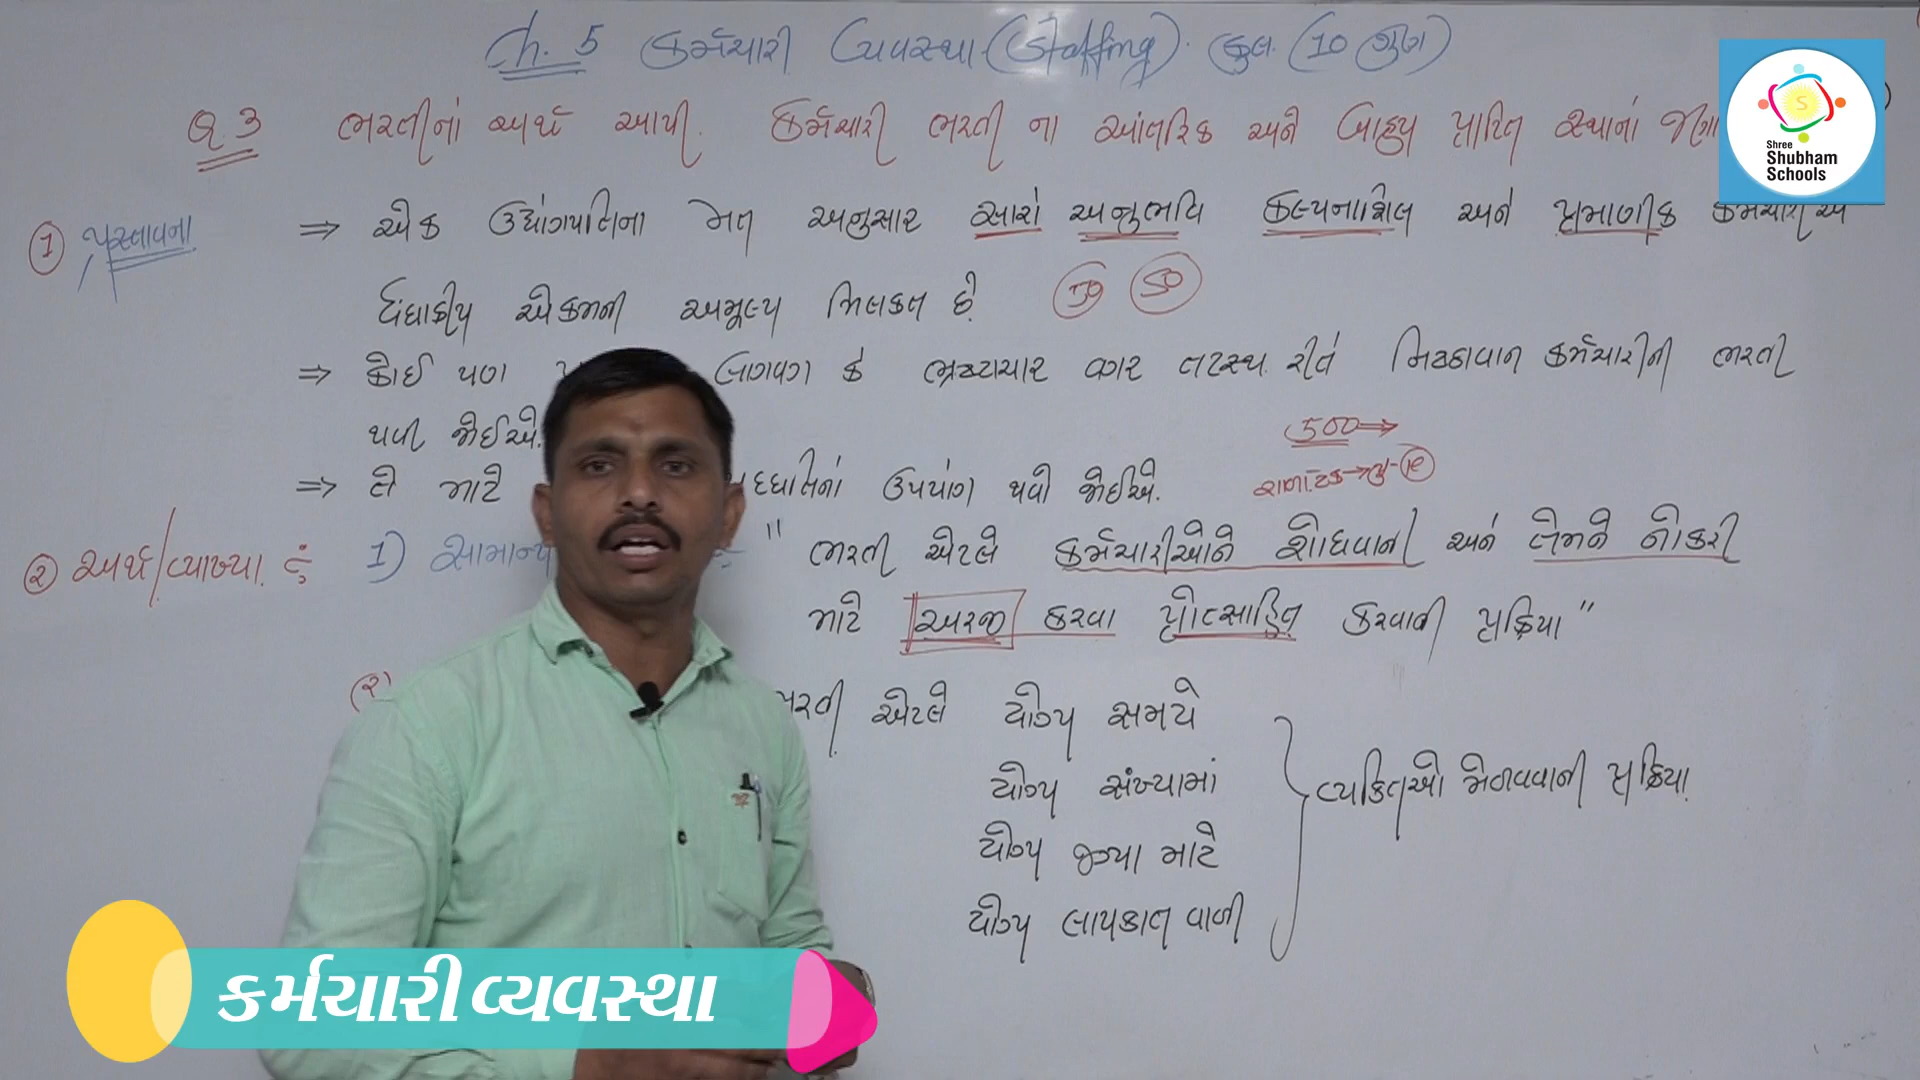 Ch. 5 કર્મચારી વ્યવસ્થા (Staffing). કુલ (10 ગુણ)
Q.3 ભરતીનો અર્થ આપી. કર્મચારી ભરતી ના આંતરિક અને બાહ્ય પ્રાપ્તિ સ્થાનો
Shree
Shubham
Schools
① પ્રસ્તાવના ⇒ એક ઉદ્યોગપતિના મત અનુસાર સારો અનુભવિ કલ્પનાશિલ અને પ્રમાણીક કર્મચારી એ
ધંધાકીય એકમની અમૂલ્ય મિલકત છે.
50
⇒ કોઈ પણ લાગવગ કે ભ્રષ્ટાચાર વગર તટસ્થ રીતે નિષ્ઠાવાન કર્મચારીની ભરતી
થવી જોઈએ.
500→
⇒ તે માટે પધ્ધતિનો ઉપયોગ થવો જોઈએ.
② અર્થ/વ્યાખ્યા 1) સામાન્ય " ભરતી એટલે કર્મચારીઓને શોધવાની અને તેમને નોકરી
માટે અરજી કરવા પ્રોત્સાહિત કરવાની પ્રક્રિયા "
ભરતી એટલે યોગ્ય સમયે
યોગ્ય સંખ્યામાં
વ્યકિતઓ મેળવવાની પ્રક્રિયા
યોગ્ય જગ્યા માટે
યોગ્ય લાયકાત વાળી
કર્મચારી વ્યવસ્થા